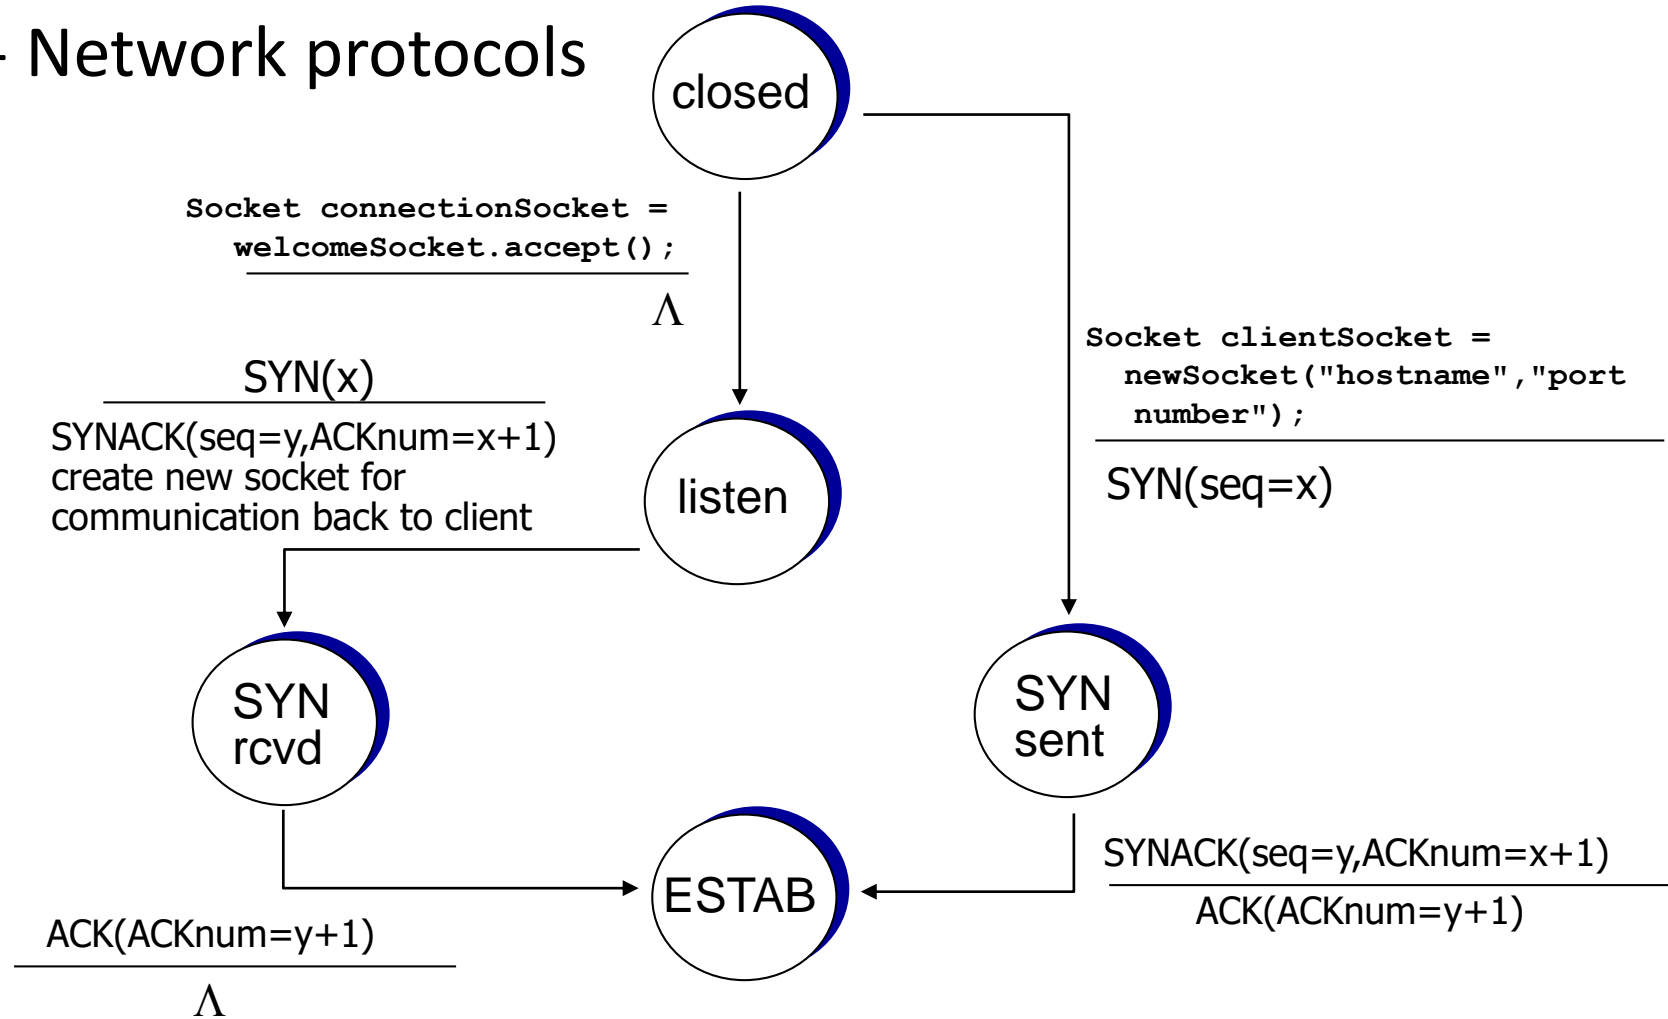 - Network protocols
closed
Socket connectionSocket =
welcomeSocket.accept();
Λ
Socket clientSocket =
newSocket("hostname","port
number");
SYN(seq=x)
SYN(x)
SYNACK(seq=y,ACKnum=x+1)
create new socket for
communication back to client
listen
SYN
rcvd
SYN
sent
ESTAB
SYNACK(seq=y,ACKnum=x+1)
ACK(ACKnum=y+1)
ACK(ACKnum=y+1)
Λ